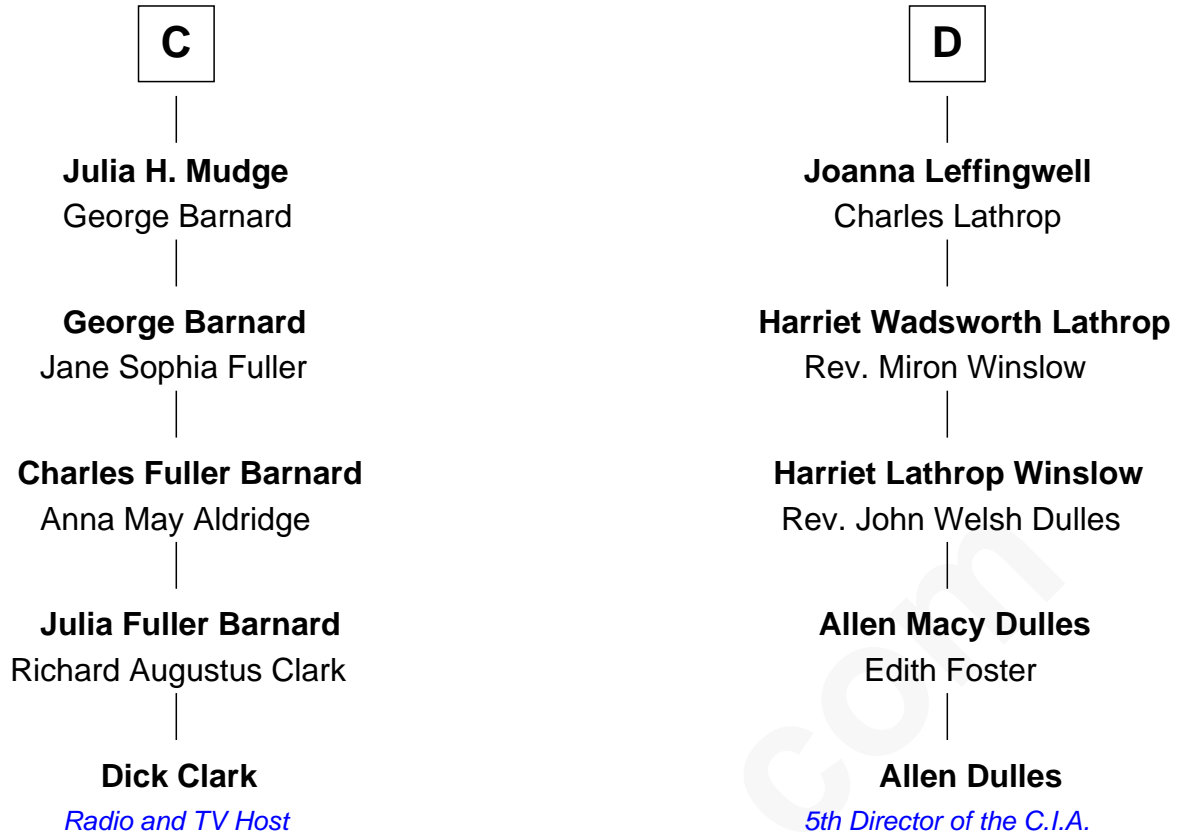 C
Julia H. Mudge
George Barnard
George Barnard
Jane Sophia Fuller
Charles Fuller Barnard
Anna May Aldridge
Julia Fuller Barnard
Richard Augustus Clark
Dick Clark
Radio and TV Host
D
Joanna Leffingwell
Charles Lathrop
Harriet Wadsworth Lathrop
Rev. Miron Winslow
Harriet Lathrop Winslow
Rev. John Welsh Dulles
Allen Macy Dulles
Edith Foster
Allen Dulles
5th Director of the C.I.A.
com